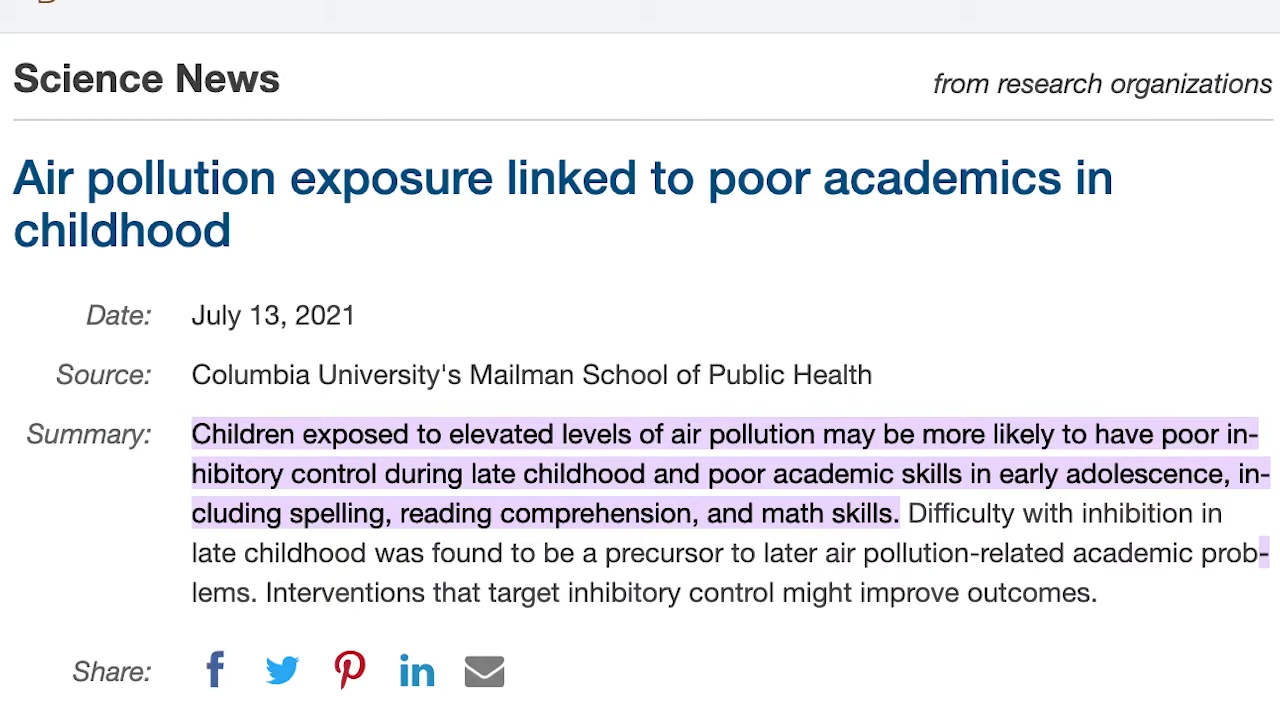 Science News
from research organizations
Air pollution exposure linked to poor academics in
childhood
Date: July 13, 2021
Source: Columbia University's Mailman School of Public Health
Summary: Children exposed to elevated levels of air pollution may be more likely to have poor in-
hibitory control during late childhood and poor academic skills in early adolescence, in-
cluding spelling, reading comprehension, and math skills. Difficulty with inhibition in
late childhood was found to be a precursor to later air pollution-related academic prob-
lems. Interventions that target inhibitory control might improve outcomes.
Share: